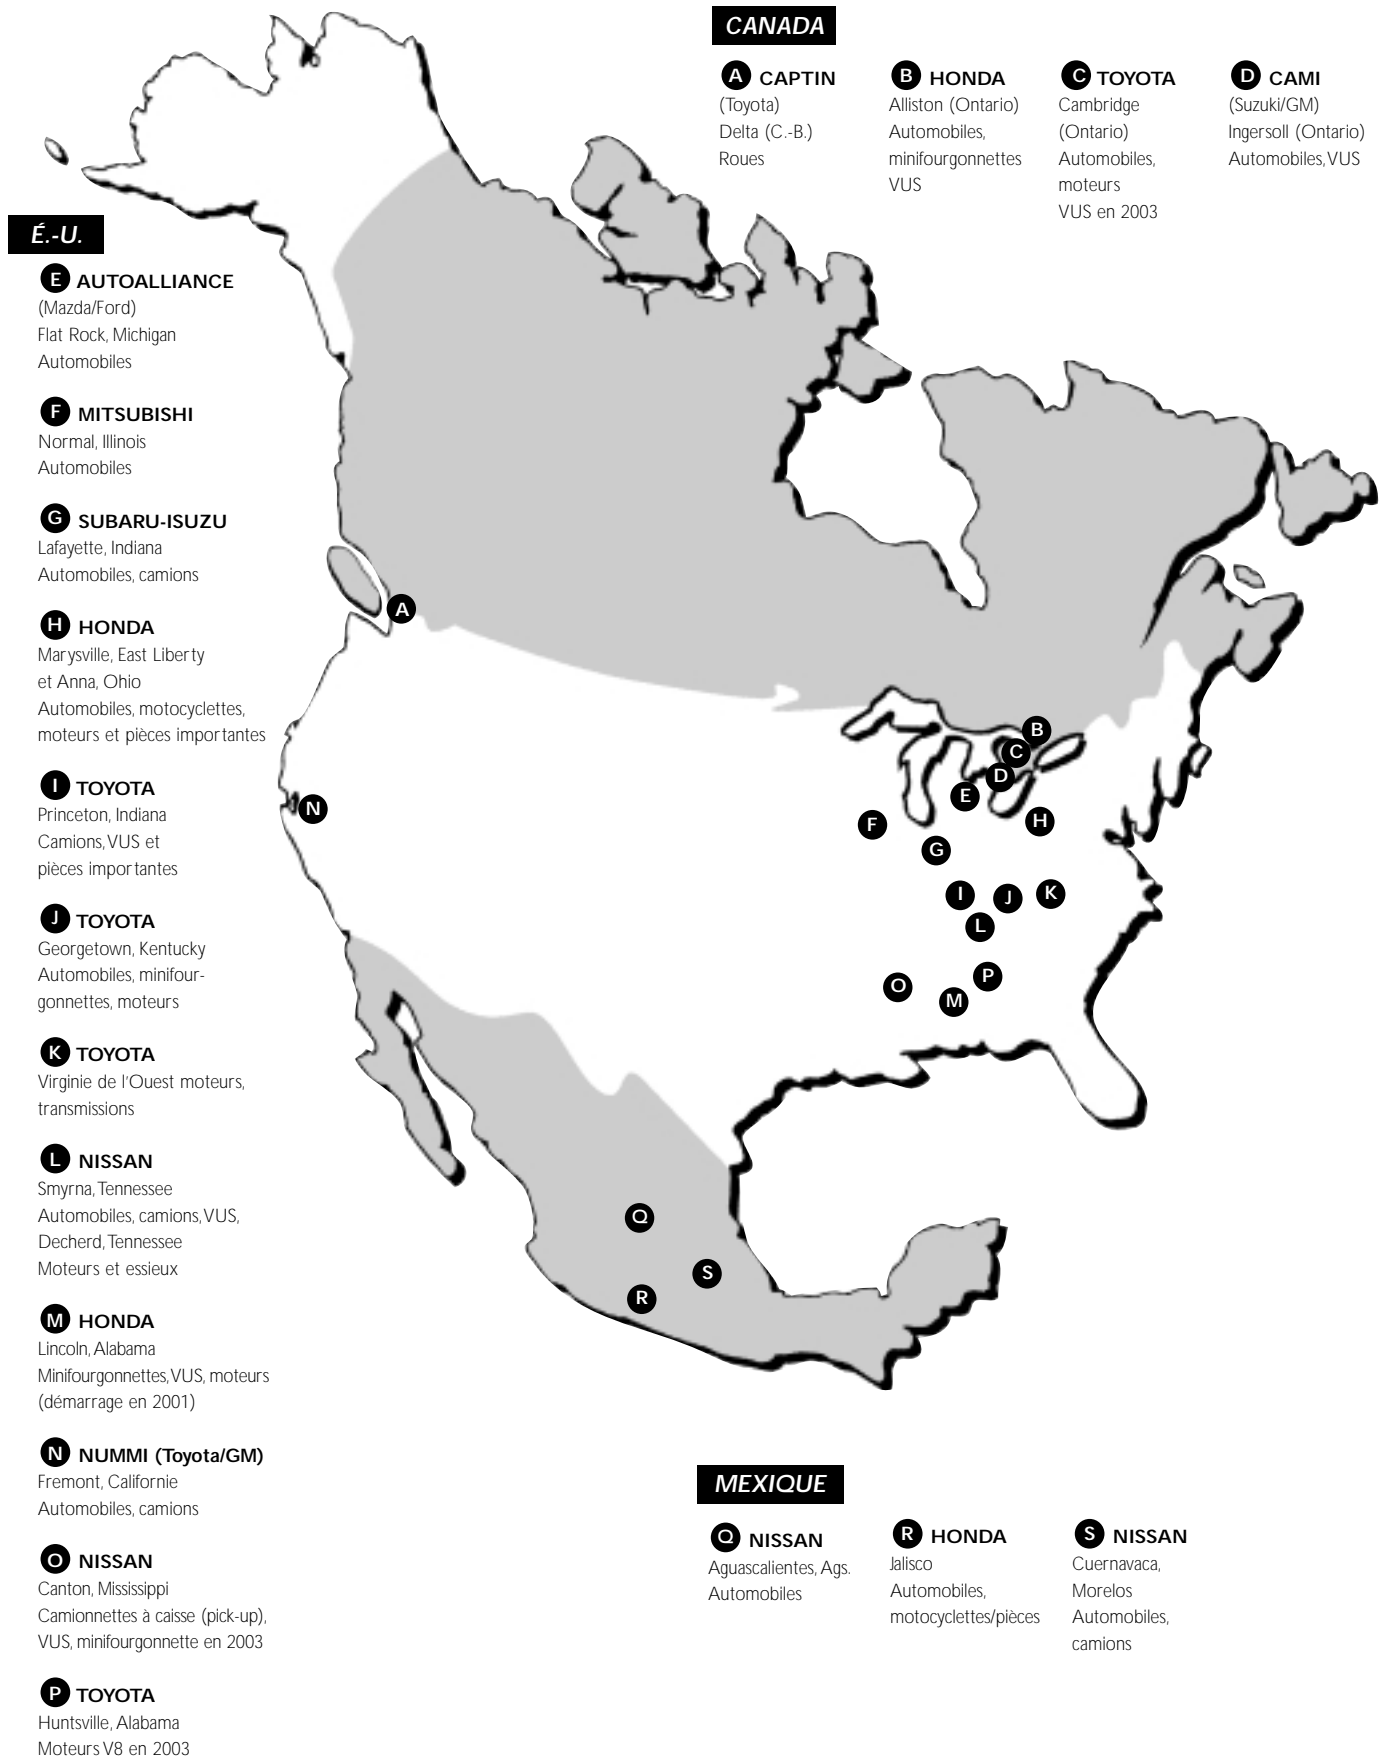 CANADA
A CAPTIN
(Toyota)
Delta (C.-B.)
Roues
B HONDA
Alliston (Ontario)
Automobiles,
minifourgonnettes
VUS
C TOYOTA
Cambridge
(Ontario)
Automobiles,
moteurs
VUS en 2003
D CAMI
(Suzuki/GM)
Ingersoll (Ontario)
Automobiles, VUS
É.-U.
E AUTOALLIANCE
(Mazda/Ford)
Flat Rock, Michigan
Automobiles
F MITSUBISHI
Normal, Illinois
Automobiles
G SUBARU-ISUZU
Lafayette, Indiana
Automobiles, camions
H HONDA
Marysville, East Liberty
et Anna, Ohio
Automobiles, motocyclettes,
moteurs et pièces importantes
I TOYOTA
Princeton, Indiana
Camions, VUS et
pièces importantes
J TOYOTA
Georgetown, Kentucky
Automobiles, minifour-
gonnettes, moteurs
K TOYOTA
Virginie de l'Ouest moteurs,
transmissions
L NISSAN
Smyrna, Tennessee
Automobiles, camions, VUS,
Decherd, Tennessee
Moteurs et essieux
M HONDA
Lincoln, Alabama
Minifourgonnettes, VUS, moteurs
(démarrage en 2001)
N NUMMI (Toyota/GM)
Fremont, Californie
Automobiles, camions
O NISSAN
Canton, Mississippi
Camionnettes à caisse (pick-up),
VUS, minifourgonnette en 2003
P TOYOTA
Huntsville, Alabama
Moteurs V8 en 2003
A
B
C
D
E
N
F
H
G
I
J
K
L
P
O
M
Q
S
R
MEXIQUE
Q NISSAN
Aguascalientes, Ags.
Automobiles
R HONDA
Jalisco
Automobiles,
motocyclettes/pièces
S NISSAN
Cuernavaca,
Morelos
Automobiles,
camions